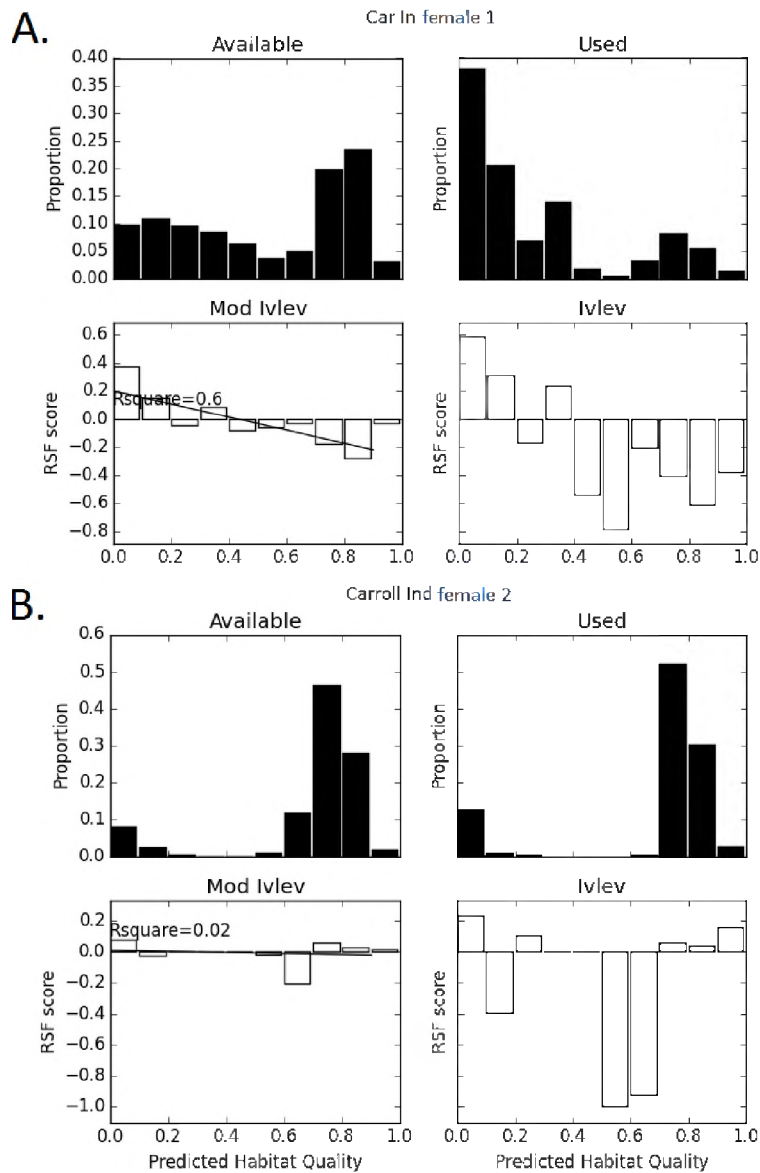 A.
Car In female 1
Available Used
0.40
0.35
0.30
0.25
0.20
0.15
0.10
0.05
0.00
Proportion
Proportion
Mod Ivlev Ivlev
0.6
0.4
0.2
0.0
−0.2
−0.4
−0.6
−0.8
RSF score
Rsquare=0.6
RSF score
0.0 0.2 0.4 0.6 0.8 1.0 0.0 0.2 0.4 0.6 0.8 1.0
B.
Carroll Ind female 2
Available Used
0.6
0.5
0.4
0.3
0.2
0.1
0.0
Proportion
Proportion
Mod Ivlev Ivlev
0.2
0.0
−0.2
−0.4
−0.6
−0.8
−1.0
RSF score
Rsquare=0.02
RSF score
0.0 0.2 0.4 0.6 0.8 1.0 0.0 0.2 0.4 0.6 0.8 1.0
Predicted Habitat Quality Predicted Habitat Quality